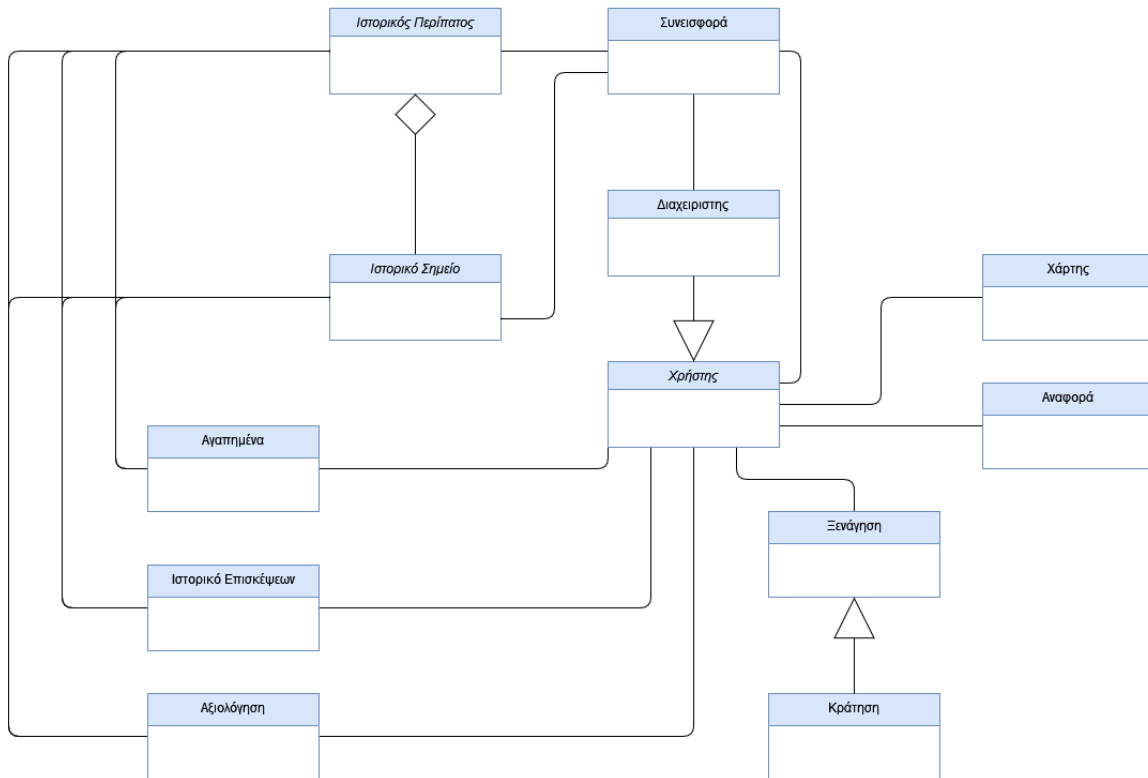 Ιστορικός Περίπατος
Συνεισφορά
Διαχειριστης
Ιστορικό Σημείο
Χάρτης
Χρήστης
Αναφορά
Αγαπημένα
Ξενάγηση
Ιστορικό Επισκέψεων
Αξιολόγηση
Κράτηση